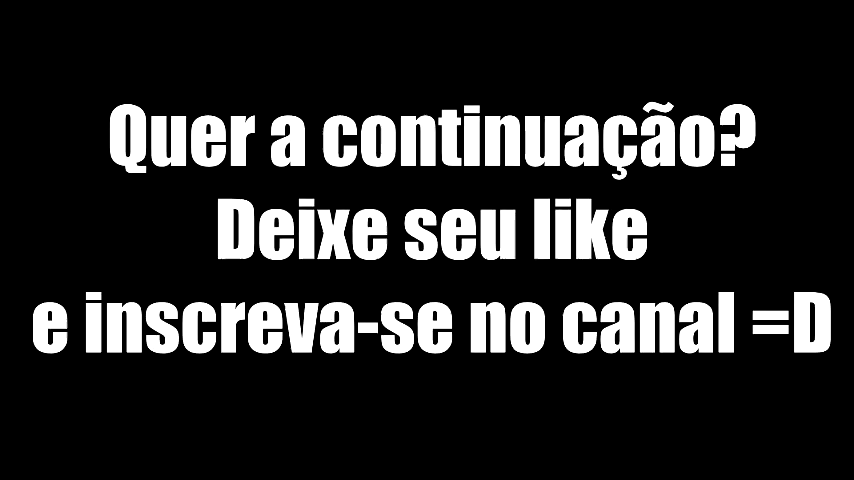 Quer a continuação?
Deixe seu like
e inscreva-se no canal =D